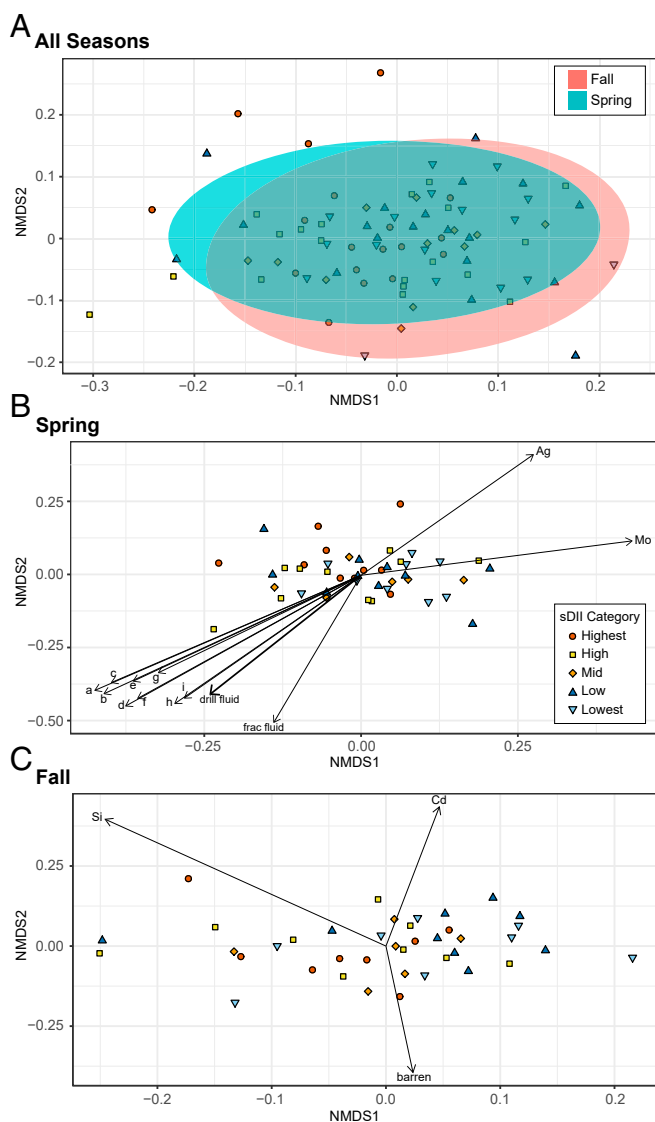 A All Seasons
Fall
Spring
NMDS2
0.2
0.1
0
−0.1
−0.2
−0.3
−0.2
−0.1
0.0
0.1
0.2
NMDS1
B Spring
Ag
Mo
NMDS2
0.25
0.00
−0.25
−0.50
sDII Category
Highest
High
Mid
Low
Lowest
c
e
g
a
b
d
f
i
h
drill fluid
frac fluid
−0.25
0.00
0.25
NMDS1
C Fall
Si
Cd
NMDS2
0.25
0.00
−0.25
barren
−0.2
−0.1
0.0
0.1
0.2
NMDS1